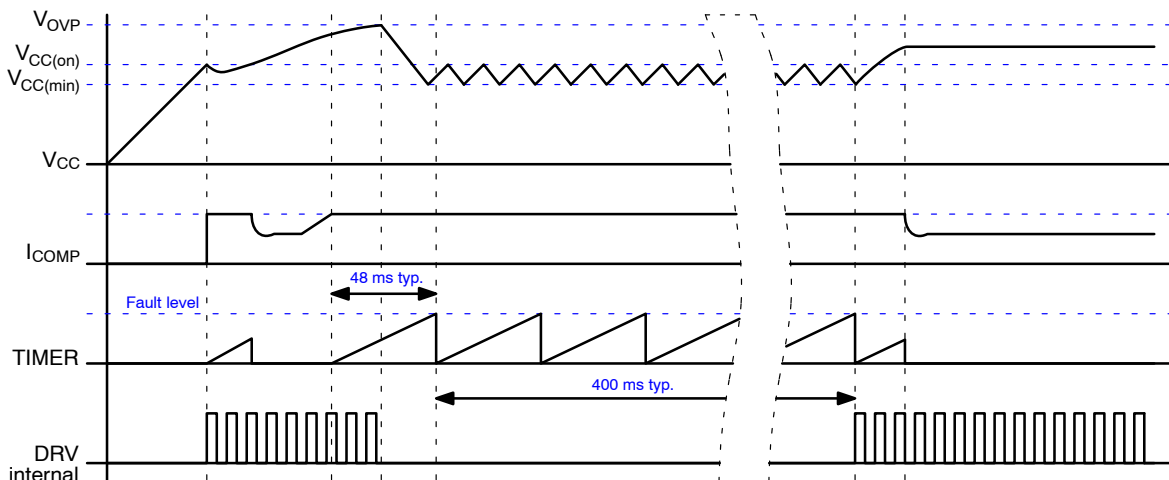 VOVP
VCC(on)
VCC(min)
VCC
ICOMP
48 ms typ.
Fault level
TIMER
400 ms typ.
DRV
internal